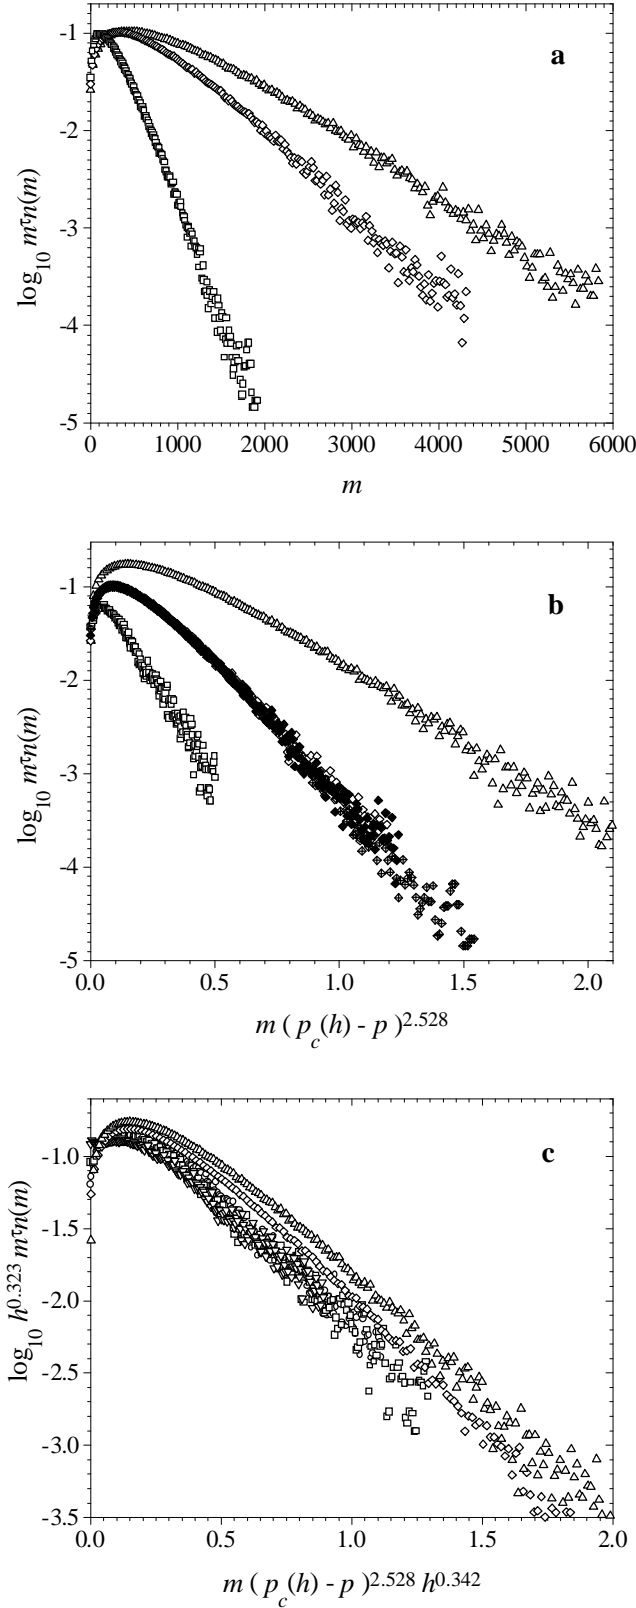 a
-1
-2
-3
-4
-5
log10 mτn(m)
0 1000 2000 3000 4000 5000 6000
m
b
-1
-2
-3
-4
-5
log10 mτn(m)
0.0 0.5 1.0 1.5 2.0
m ( pc(h) - p )2.528
c
-1.0
-1.5
-2.0
-2.5
-3.0
-3.5
log10 h0.323 mτn(m)
0.0 0.5 1.0 1.5 2.0
m ( pc(h) - p )2.528 h0.342